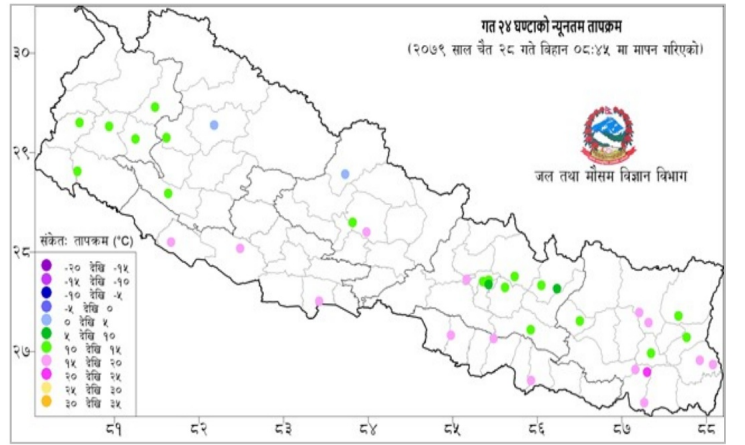 गत २४ घण्टाको न्यूनतम तापक्रम
(२०७९ साल चैत २८ गते विहान ०८:४५ मा मापन गरिएको)
३०
२९
जल तथा मौसम विज्ञान विभाग
२८
संकेतः तापक्रम (°C)
-२० देखि -१५
-१५ देखि -१०
-१० देखि -५
-५ देखि ०
० देखि ५
५ देखि १०
१० देखि १५
१५ देखि २०
२० देखि २५
२५ देखि ३०
३० देखि ३५
२७
८१ ८२ ८३ ८४ ८५ ८६ ८७ ८८